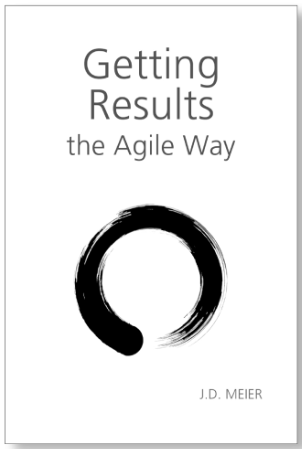 Getting
Results
the Agile Way
J.D. MEIER